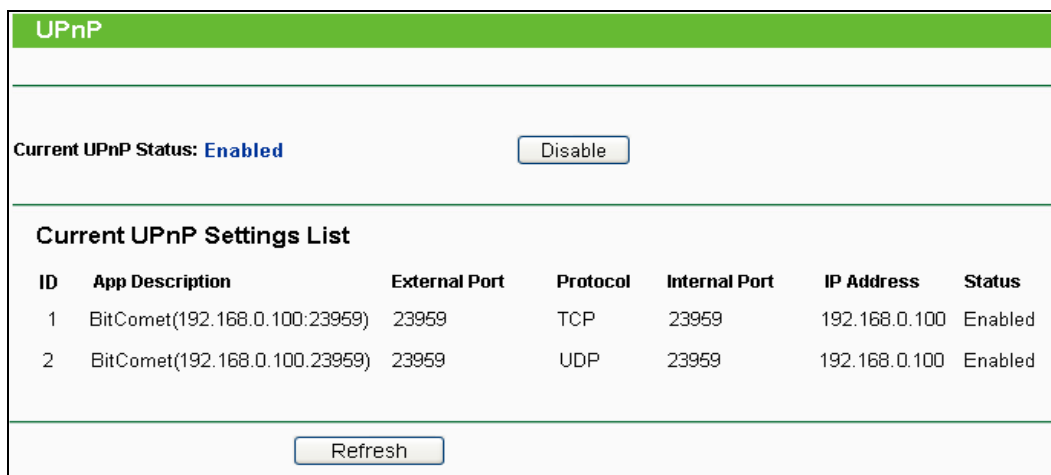 UPnP
Current UPnP Status: Enabled Disable
Current UPnP Settings List
ID App Description External Port Protocol Internal Port IP Address Status
1 BitComet(192.168.0.100:23959) 23959 TCP 23959 192.168.0.100 Enabled
2 BitComet(192.168.0.100.23959) 23959 UDP 23959 192.168.0.100 Enabled
Refresh